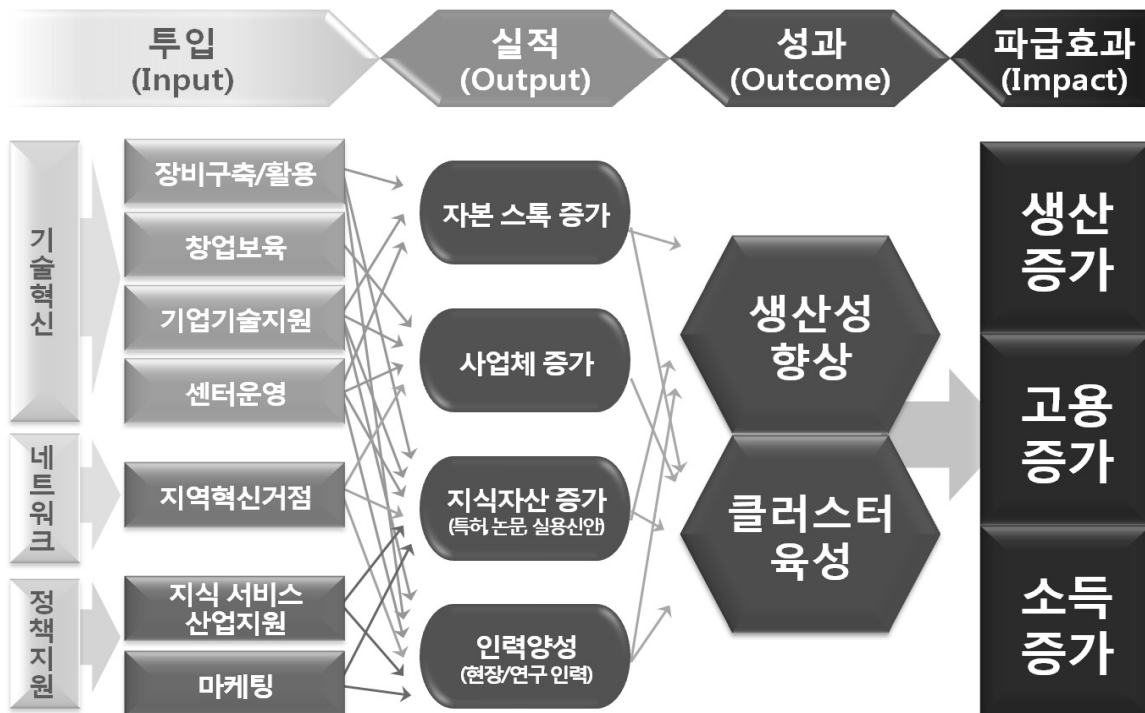 투입
(Input)
실적
(Output)
성과
(Outcome)
파급효과
(Impact)
기술혁신
장비구축/활용
창업보육
기업기술지원
센터운영
네트워크
지역혁신거점
정책지원
지식 서비스
산업지원
마케팅
자본 스톡 증가
사업체 증가
지식자산 증가
(특허, 논문, 실용신안)
인력양성
(현장/연구 인력)
생산성
향상
클러스터
육성
생산
증가
고용
증가
소득
증가